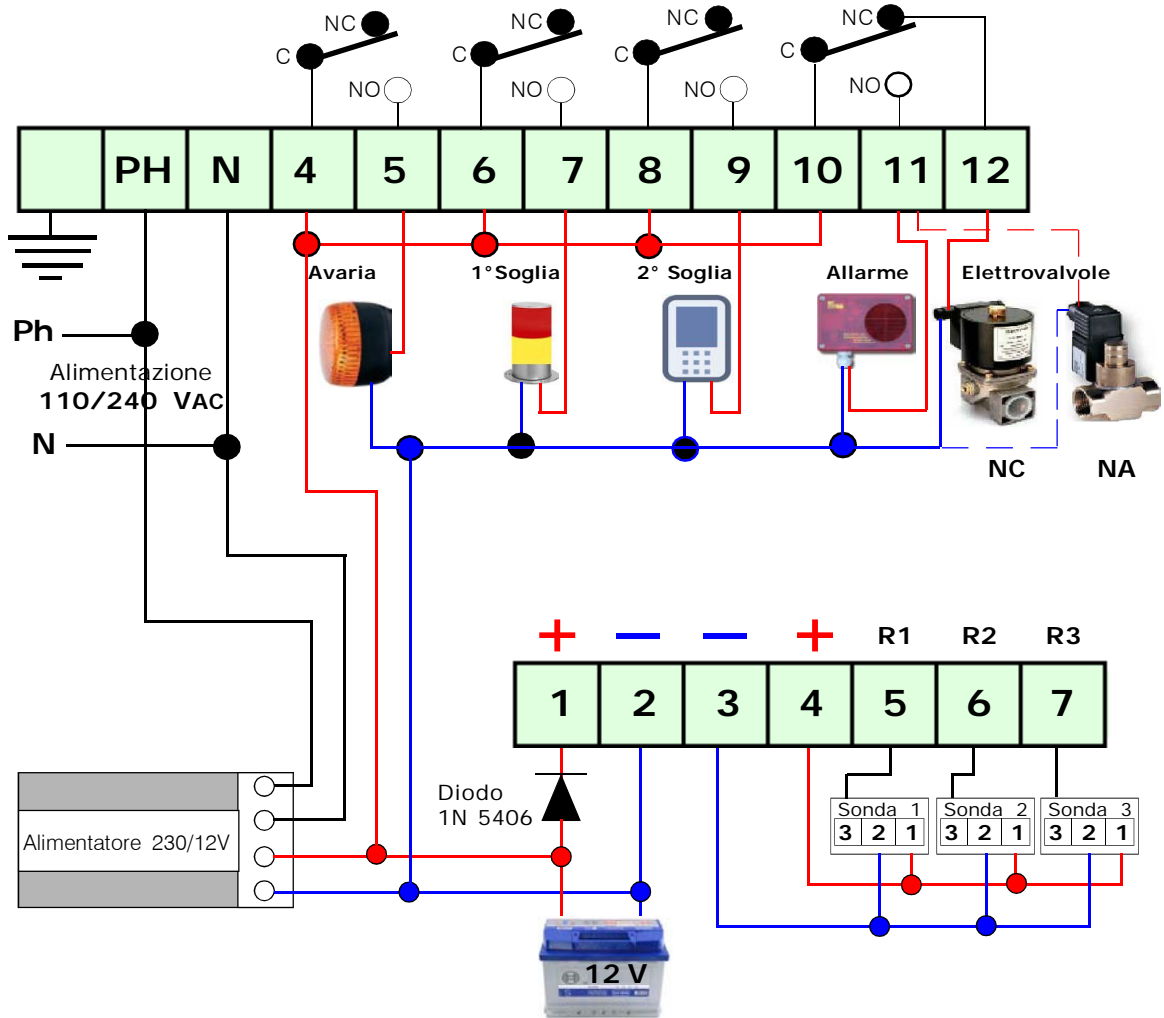 NC NC NC NC
C C C C
NO NO NO NO
PH N 4 5 6 7 8 9 10 11 12
Avaria 1°Soglia 2° Soglia Allarme Elettrovalvole
Ph
Alimentazione
110/240 VAC
N
NC NA
+ − − + R1 R2 R3
1 2 3 4 5 6 7
Diodo
1N 5406
Sonda 1 Sonda 2 Sonda 3
3 2 1 3 2 1 3 2 1
Alimentatore 230/12V
12 V